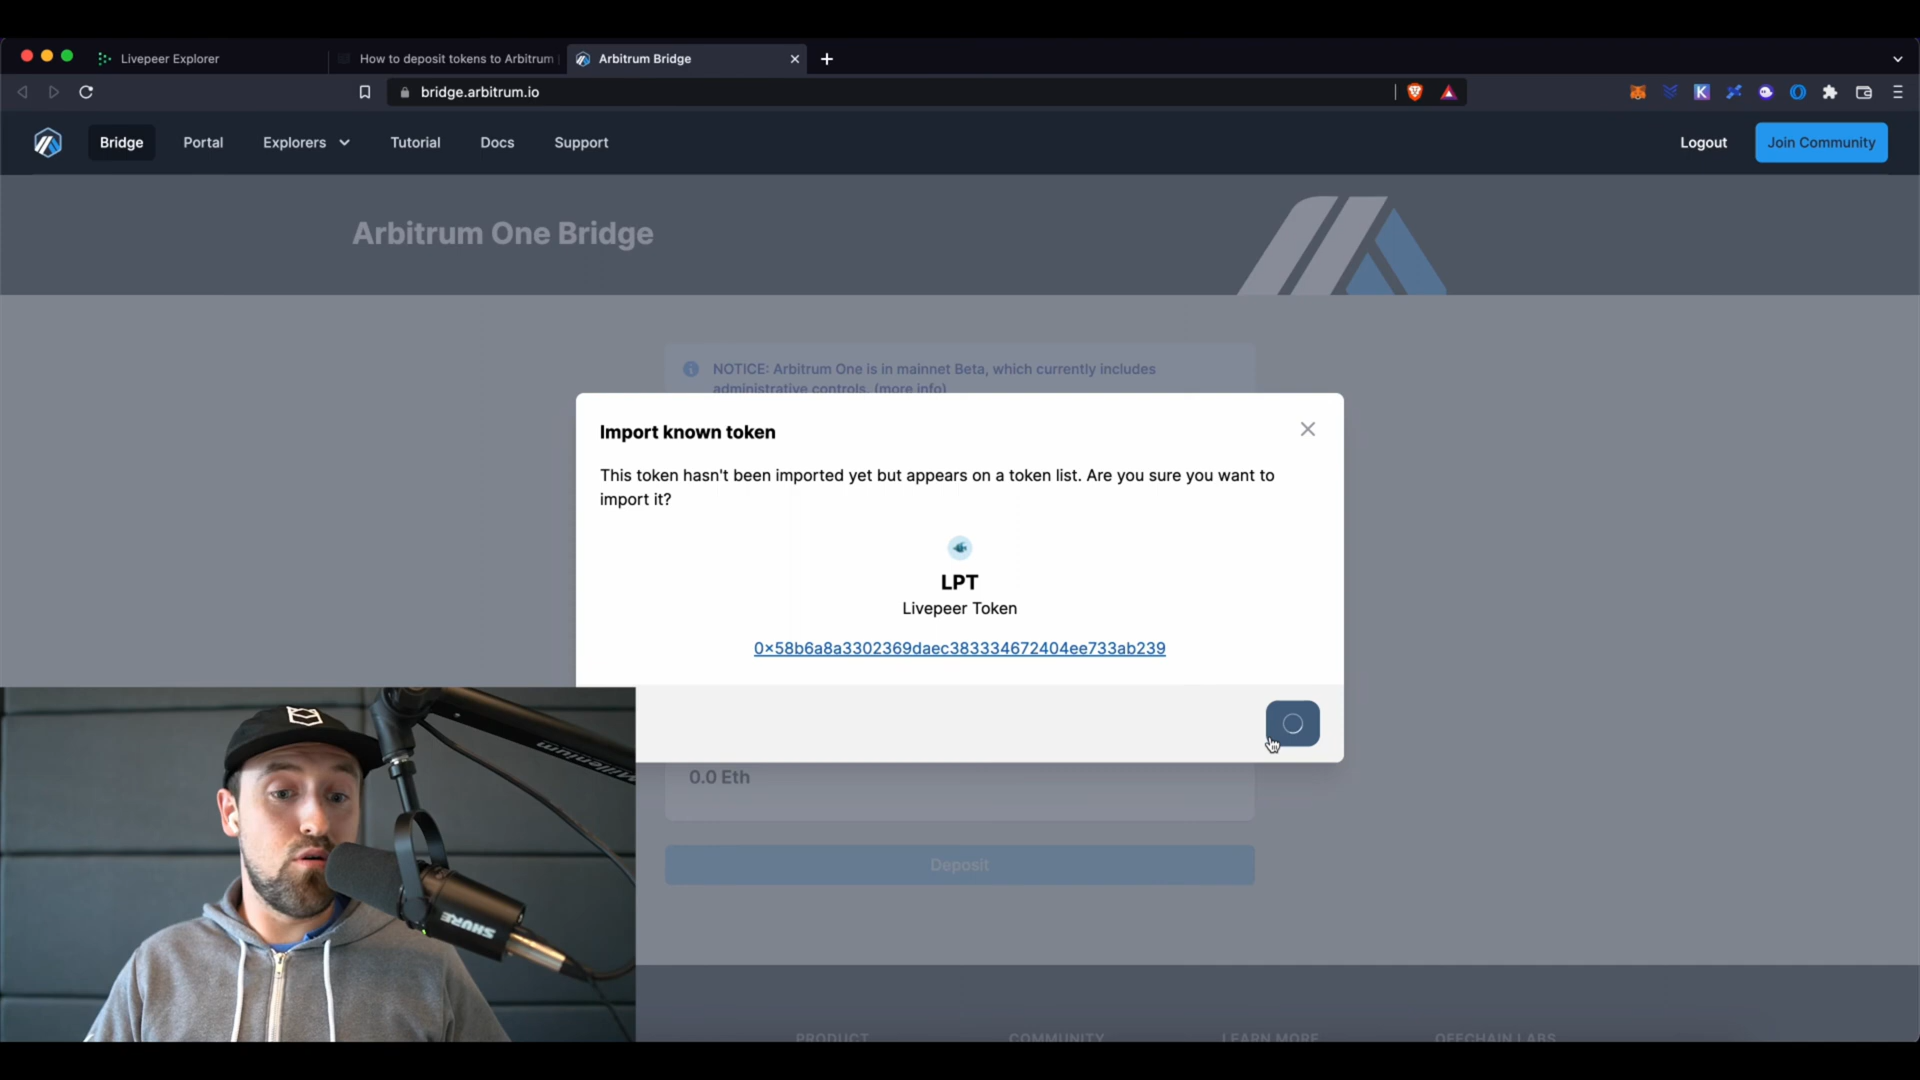 Livepeer Explorer
How to deposit tokens to Arbitrum
Arbitrum Bridge
bridge.arbitrum.io
Bridge
Portal
Explorers
Tutorial
Docs
Support
Logout
Join Community
Arbitrum One Bridge
NOTICE: Arbitrum One is in mainnet Beta, which currently includes
administrative controls. (more info)
Import known token
This token hasn't been imported yet but appears on a token list. Are you sure you want to
import it?
LPT
Livepeer Token
0x58b6a8a3302369daec383334672404ee733ab239
0.0 Eth
Deposit
millenium
SHURE
PRODUCT
COMMUNITY
LEARN MORE
OFFCHAIN LABS